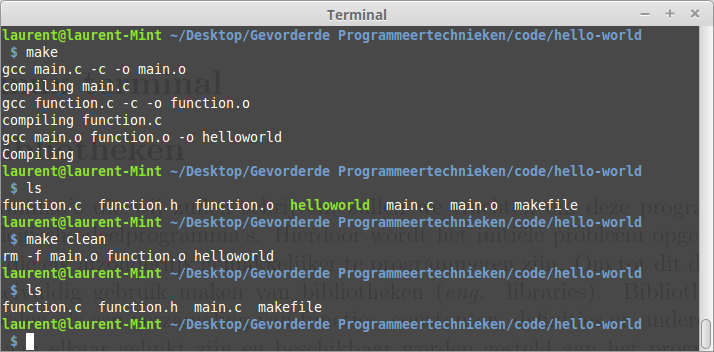 Terminal
laurent@laurent-Mint ~/Desktop/Gevorderde Programmeertechnieken/code/hello-world
$ make
gcc main.c -c -o main.o
compiling main.c
gcc function.c -c -o function.o
compiling function.c
gcc main.o function.o -o helloworld
Compiling
laurent@laurent-Mint ~/Desktop/Gevorderde Programmeertechnieken/code/hello-world
$ ls
function.c function.h function.o helloworld main.c main.o makefile
laurent@laurent-Mint ~/Desktop/Gevorderde Programmeertechnieken/code/hello-world
$ make clean
rm -f main.o function.o helloworld
laurent@laurent-Mint ~/Desktop/Gevorderde Programmeertechnieken/code/hello-world
$ ls
function.c function.h main.c makefile
laurent@laurent-Mint ~/Desktop/Gevorderde Programmeertechnieken/code/hello-world
$